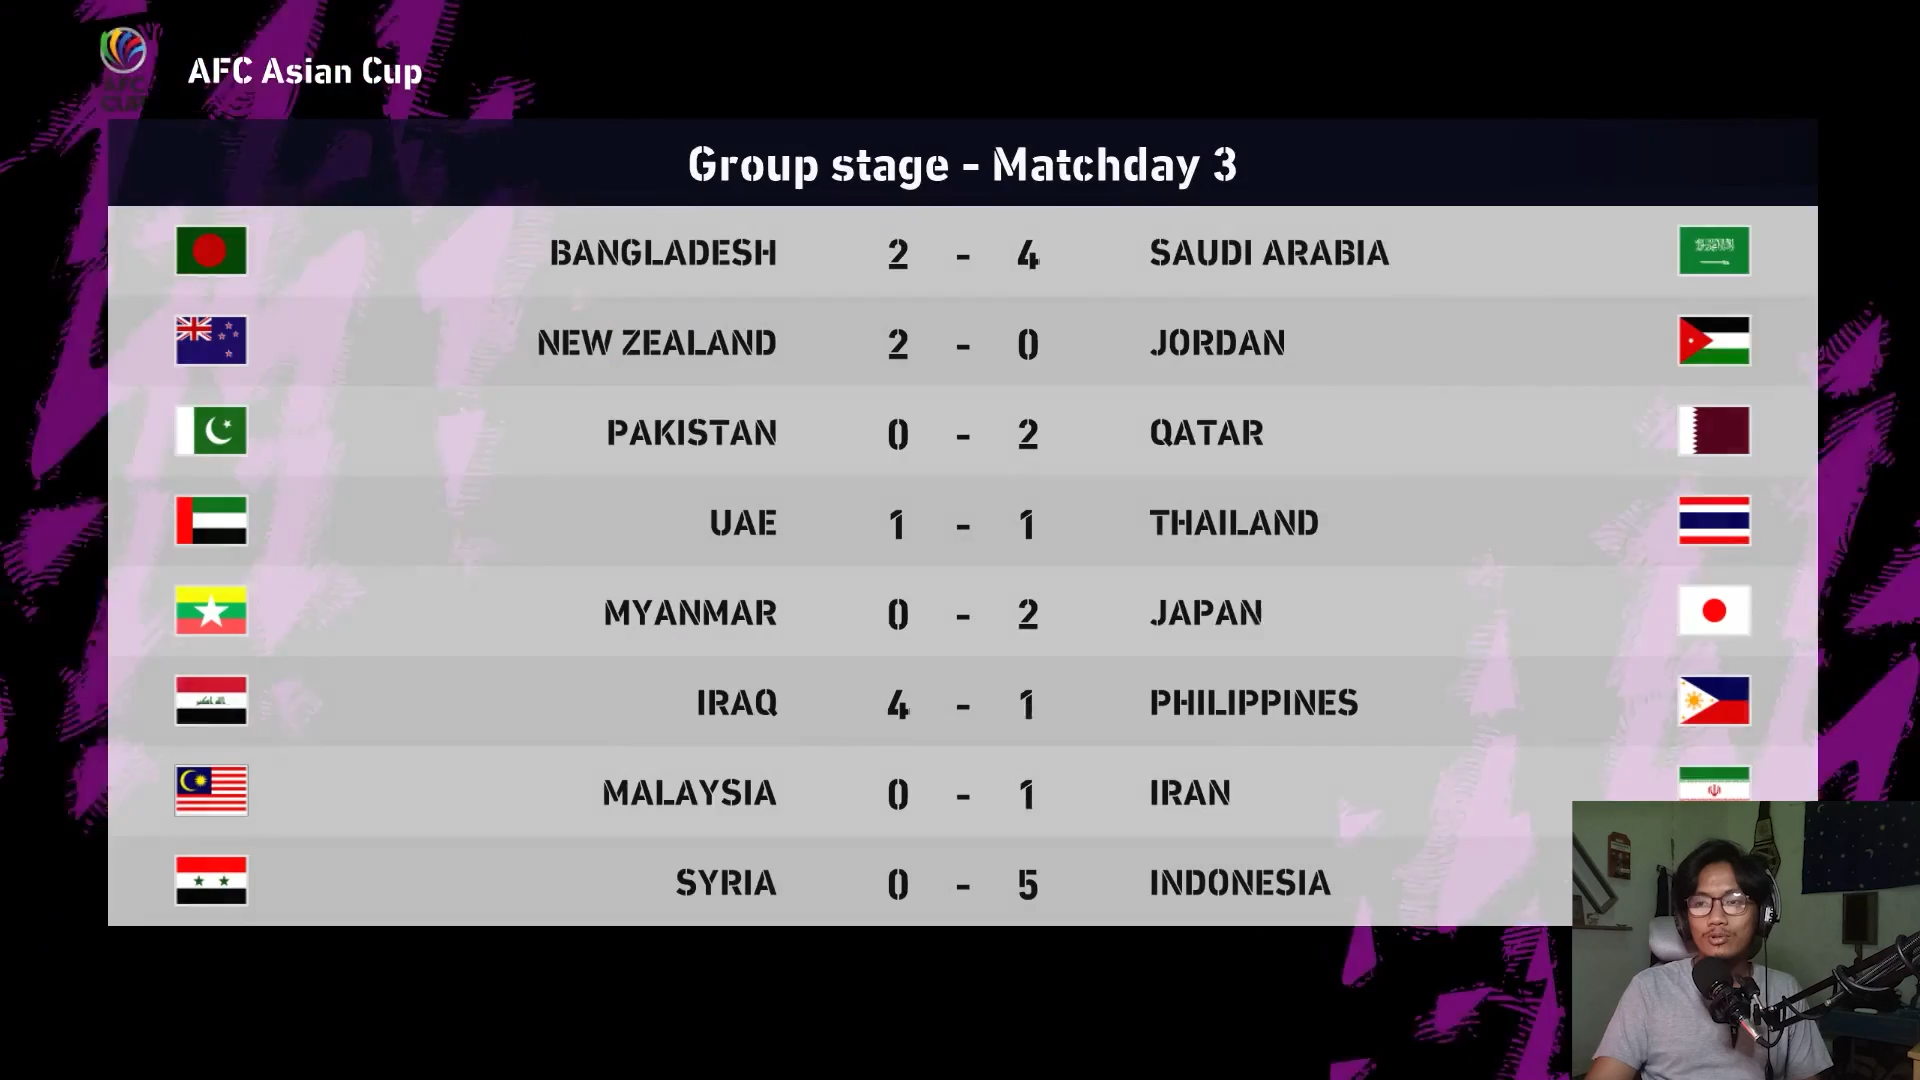 AFC Asian Cup
AFC
CUP
Group stage - Matchday 3
BANGLADESH 2 - 4 SAUDI ARABIA
NEW ZEALAND 2 - 0 JORDAN
PAKISTAN 0 - 2 QATAR
UAE 1 - 1 THAILAND
MYANMAR 0 - 2 JAPAN
IRAQ 4 - 1 PHILIPPINES
MALAYSIA 0 - 1 IRAN
SYRIA 0 - 5 INDONESIA